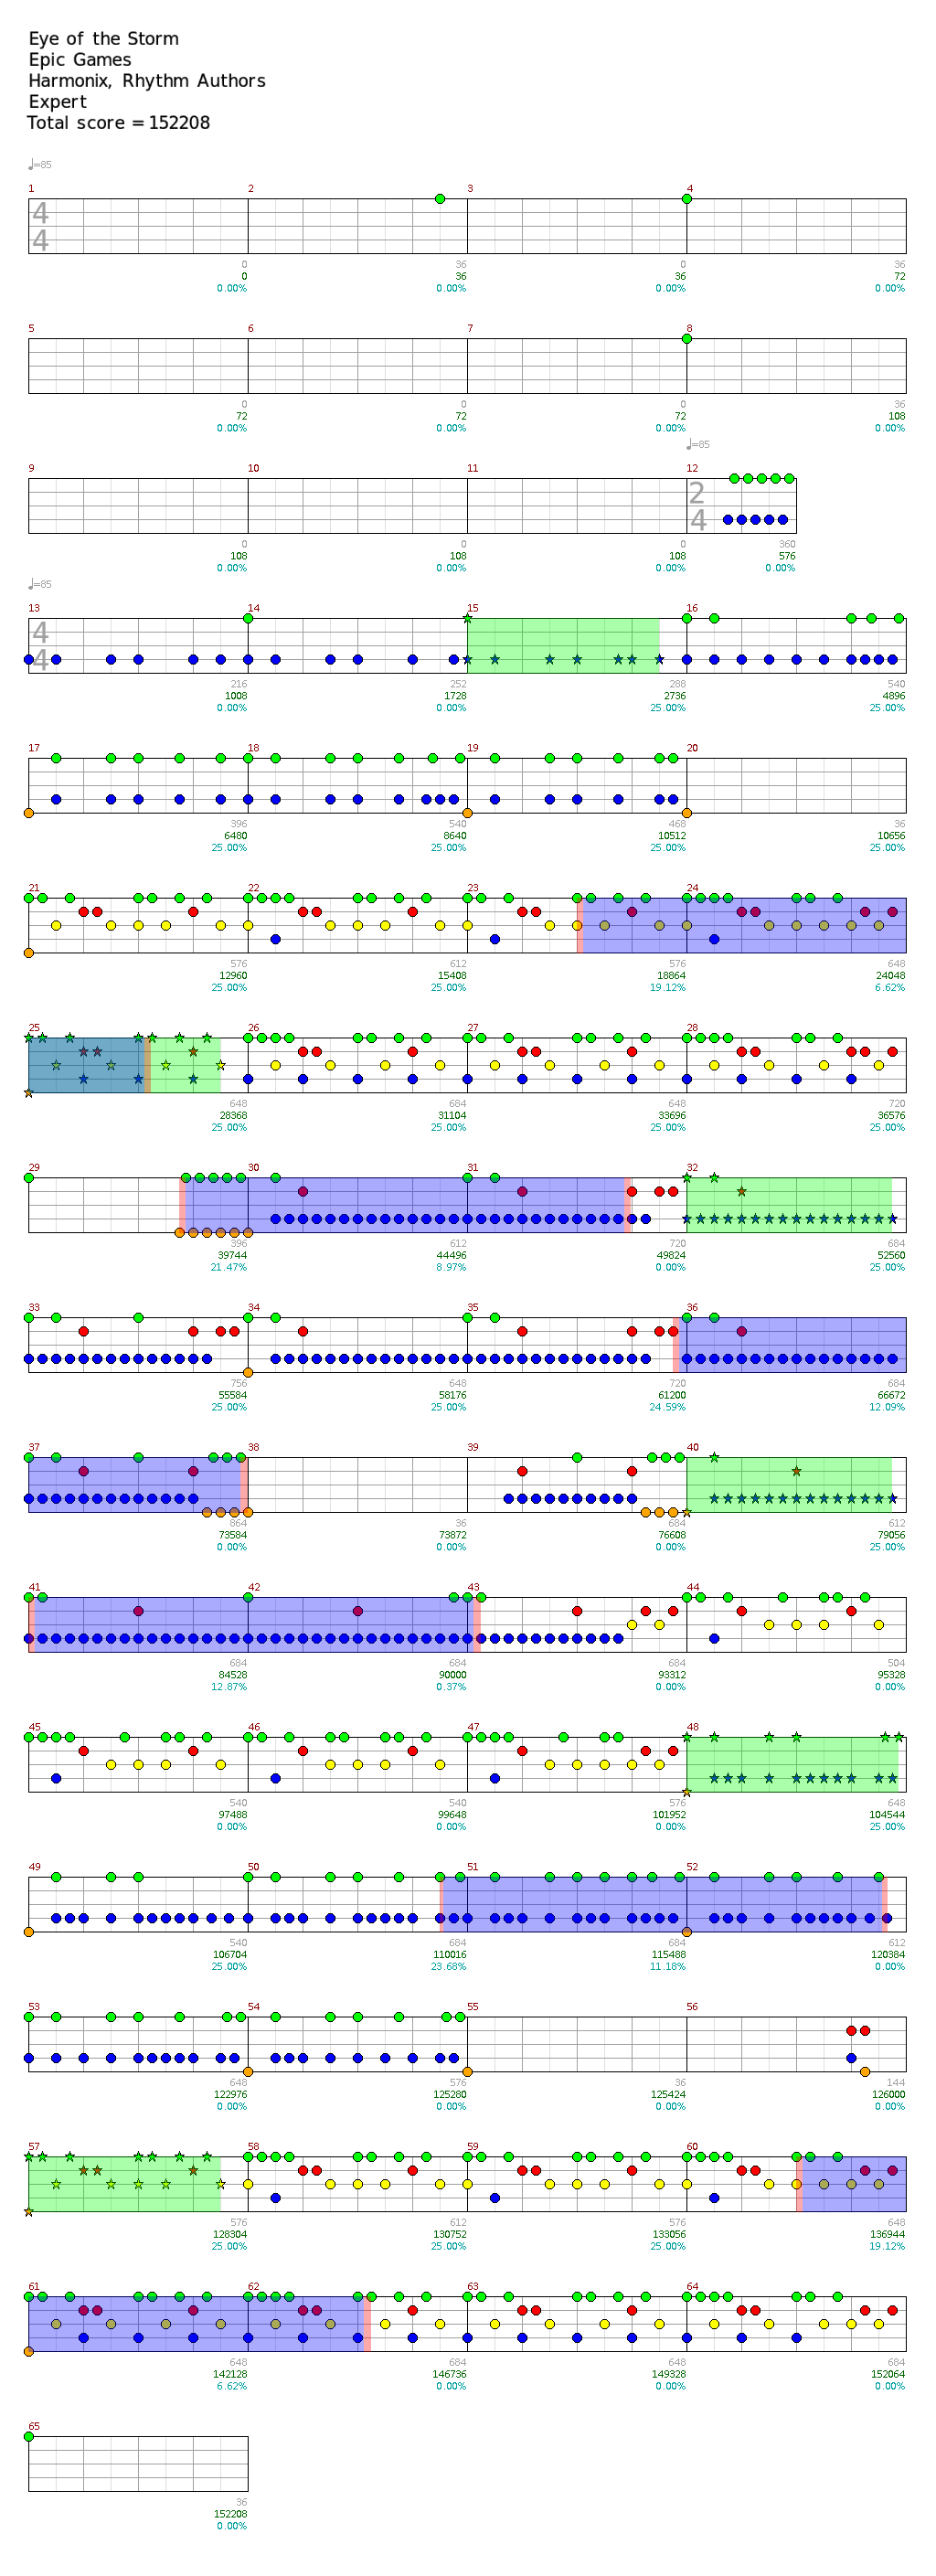 Eye of the Storm
Epic Games
Harmonix, Rhythm Authors
Expert
Total score = 152208
♩=85
1 2 3 4
4
4
0 36 0 36
0 36 36 72
0.00% 0.00% 0.00% 0.00%
5 6 7 8
0 0 0 36
72 72 72 108
0.00% 0.00% 0.00% 0.00%
♩=85
9 10 11 12
2
4
0 0 0 360
108 108 108 576
0.00% 0.00% 0.00% 0.00%
♩=85
13 14 15 16
4
4
216 252 288 540
1008 1728 2736 4896
0.00% 0.00% 25.00% 25.00%
17 18 19 20
396 540 468 36
6480 8640 10512 10656
25.00% 25.00% 25.00% 25.00%
21 22 23 24
576 612 576 648
12960 15408 18864 24048
25.00% 25.00% 19.12% 6.62%
25 26 27 28
648 684 648 720
28368 31104 33696 36576
25.00% 25.00% 25.00% 25.00%
29 30 31 32
396 612 720 684
39744 44496 49824 52560
21.47% 8.97% 0.00% 25.00%
33 34 35 36
756 648 720 684
55584 58176 61200 66672
25.00% 25.00% 24.59% 12.09%
37 38 39 40
864 36 684 612
73584 73872 76608 79056
0.00% 0.00% 0.00% 25.00%
41 42 43 44
684 684 684 504
84528 90000 93312 95328
12.87% 0.37% 0.00% 0.00%
45 46 47 48
540 540 576 648
97488 99648 101952 104544
0.00% 0.00% 0.00% 25.00%
49 50 51 52
540 684 684 612
106704 110016 115488 120384
25.00% 23.68% 11.18% 0.00%
53 54 55 56
648 576 36 144
122976 125280 125424 126000
0.00% 0.00% 0.00% 0.00%
57 58 59 60
576 612 576 648
128304 130752 133056 136944
25.00% 25.00% 25.00% 19.12%
61 62 63 64
648 684 648 684
142128 146736 149328 152064
6.62% 0.00% 0.00% 0.00%
65
36
152208
0.00%